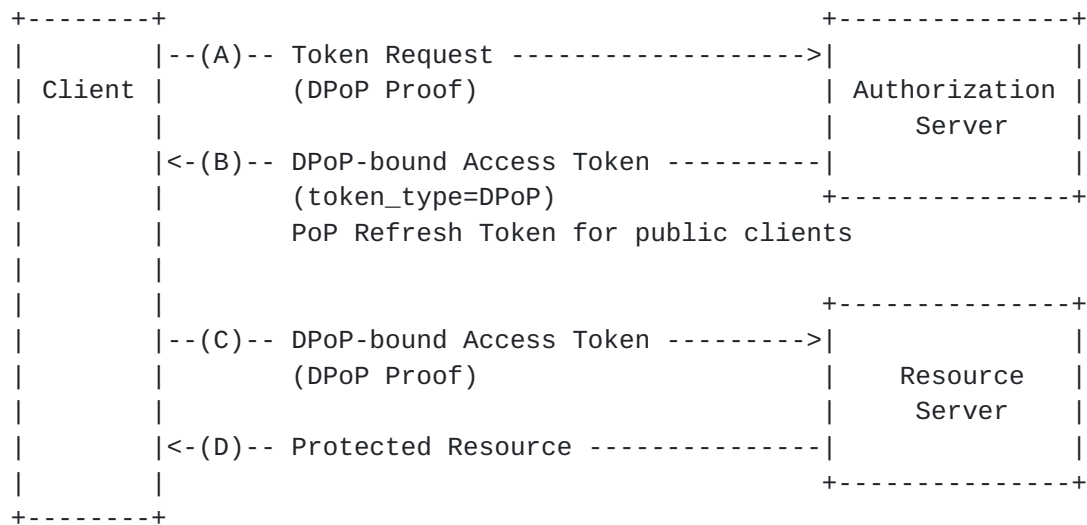 --(A)-- Token Request ------------------->
Client (DPoP Proof) Authorization
Server
<-(B)-- DPoP-bound Access Token ----------
(token_type=DPoP)
PoP Refresh Token for public clients
--(C)-- DPoP-bound Access Token --------->
(DPoP Proof) Resource
Server
<-(D)-- Protected Resource ---------------